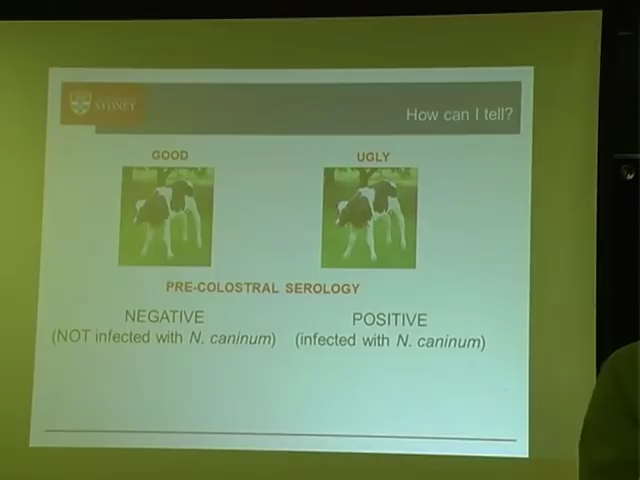 SYDNEY
How can I tell?
GOOD
UGLY
PRE-COLOSTRAL SEROLOGY
NEGATIVE
(NOT infected with N. caninum)
POSITIVE
(infected with N. caninum)